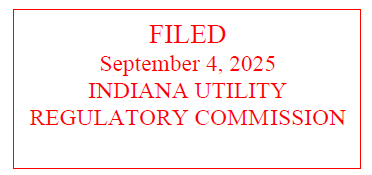 FILED
September 4, 2025
INDIANA UTILITY
REGULATORY COMMISSION